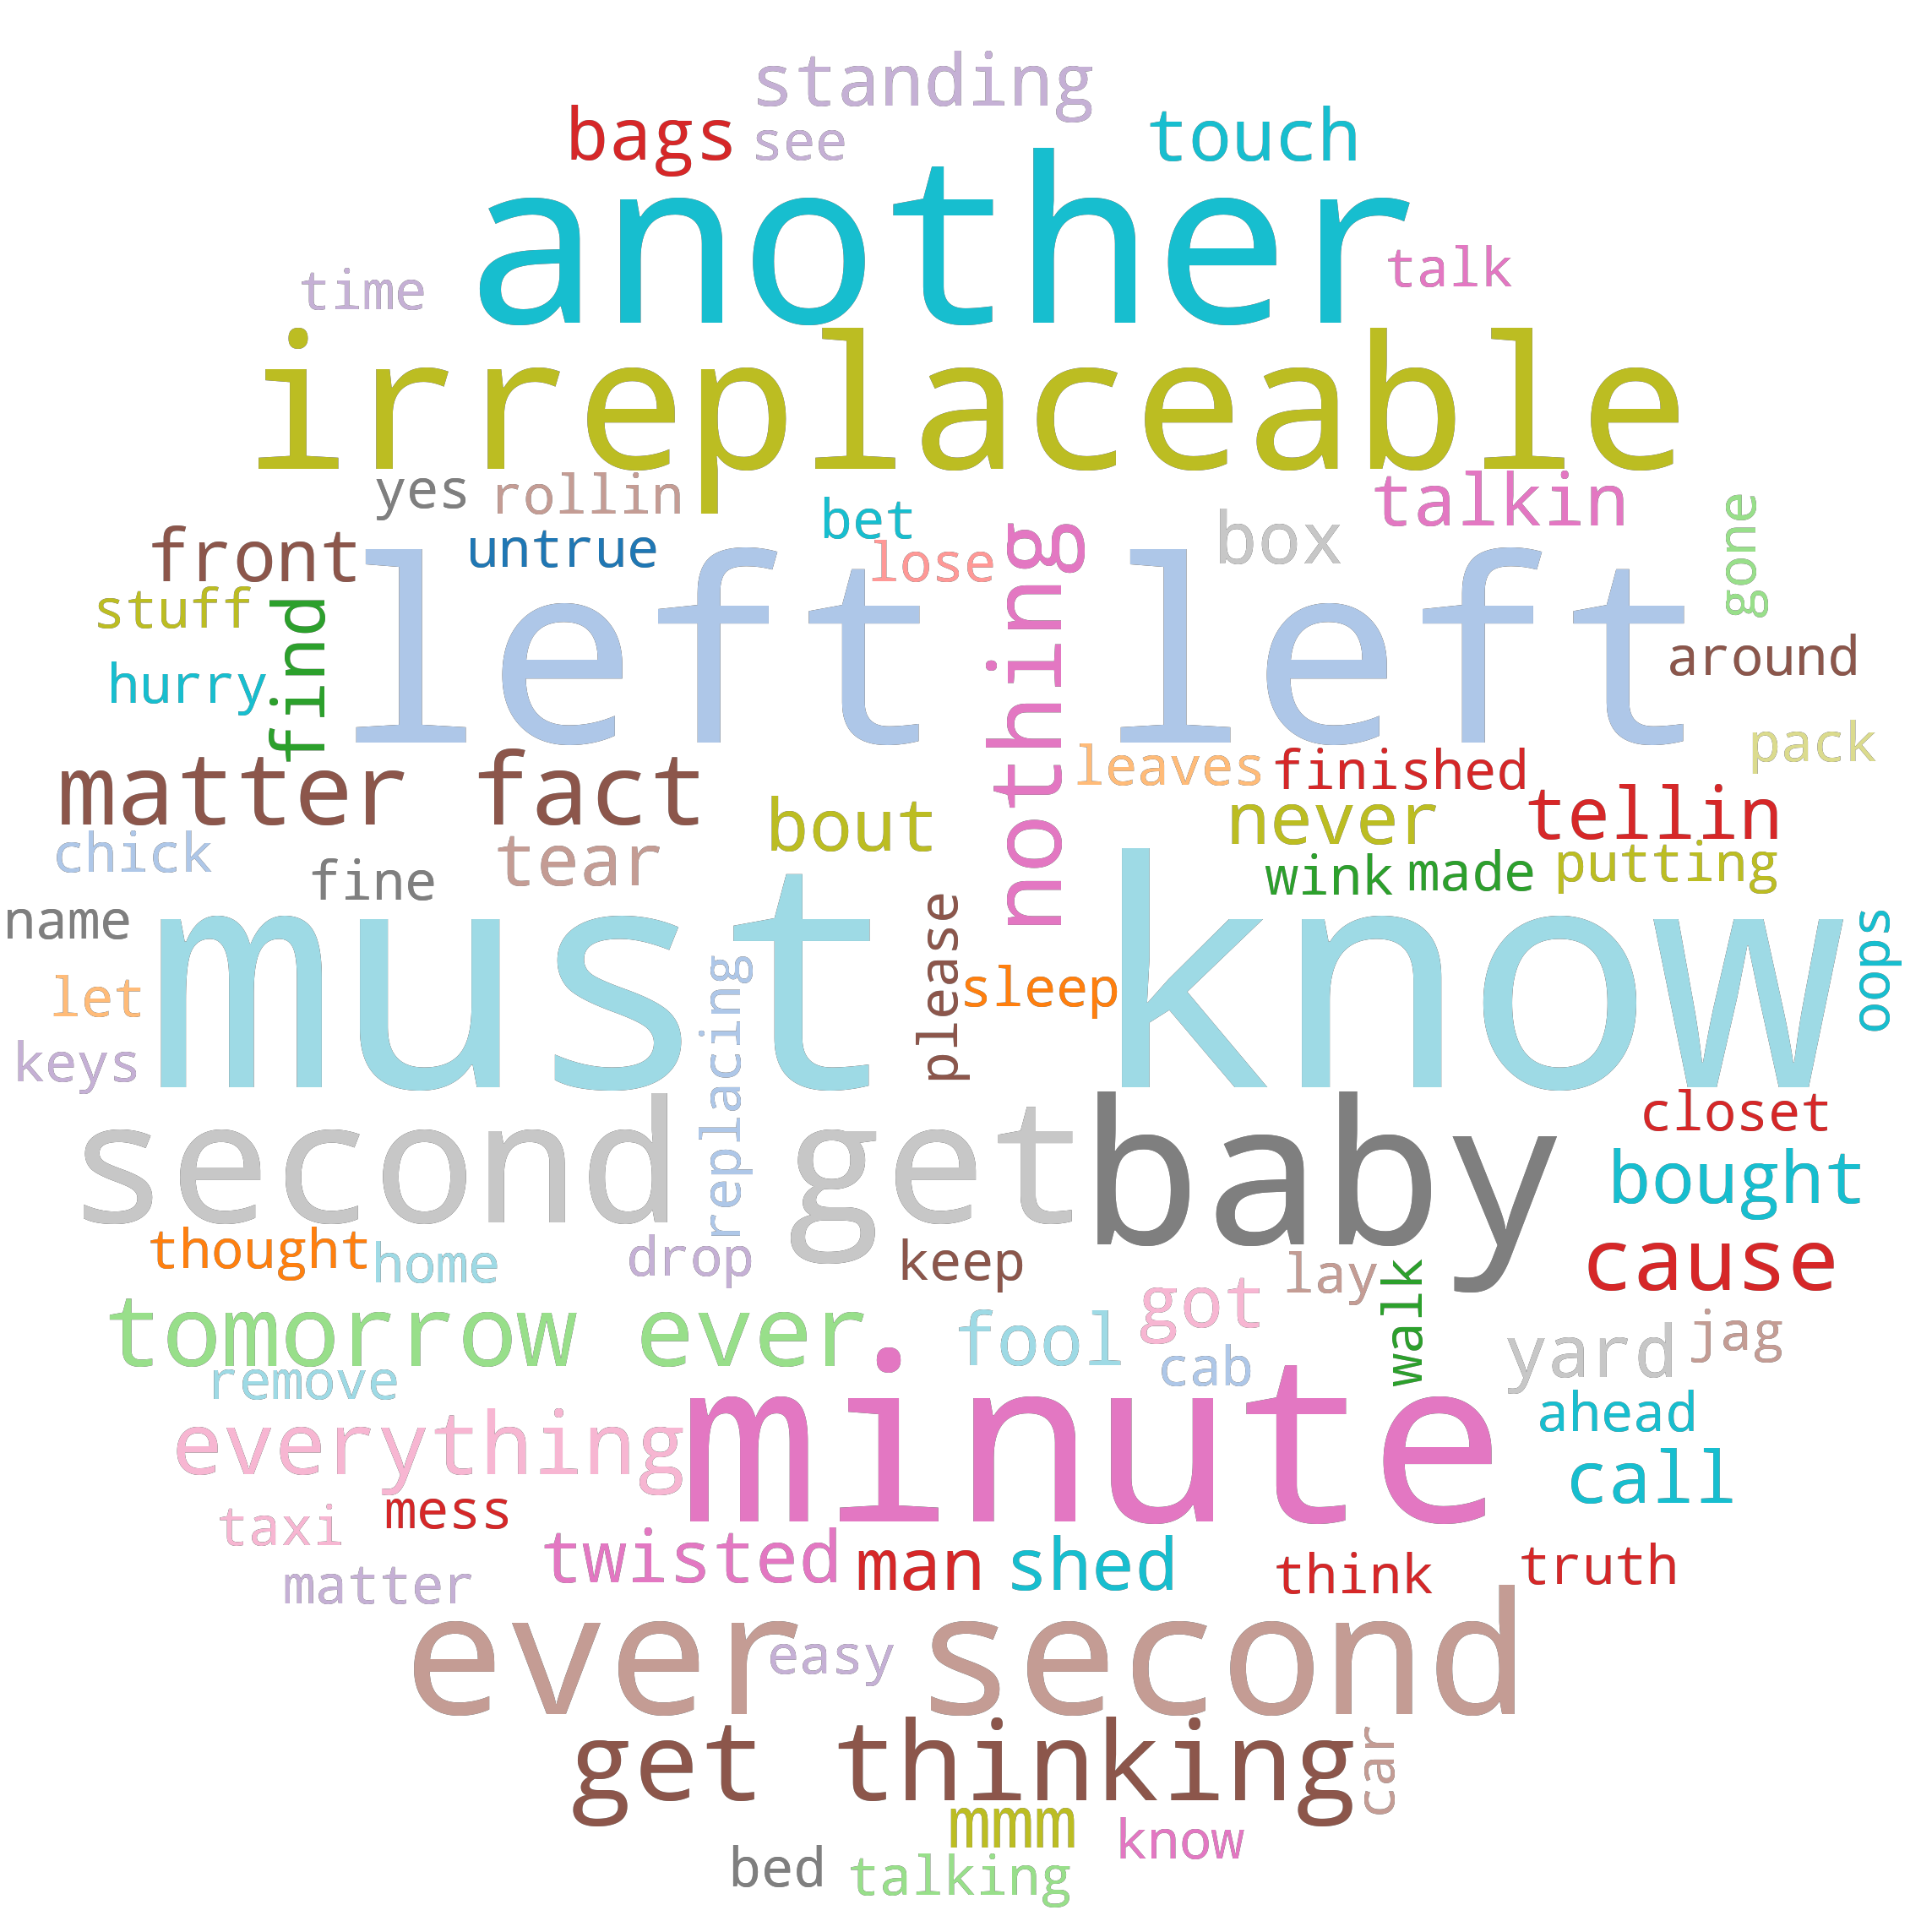 standing
bags
see
touch
another
talk
time
irreplaceable
yes
rollin
talkin
bet
box
gone
front
untrue
lose
nothing
stuff
find
left left
around
hurry
pack
matter fact
leaves
finished
bout
never
tellin
chick
tear
fine
wink
made
putting
name
must know
please
oops
let
replacing
sleep
keys
second get
baby
closet
bought
thought
home
drop
keep
cause
lay
walk
tomorrow ever
got
fool
cab
yard
jag
remove
minute
ahead
everything
call
taxi
mess
twisted
man
shed
think
truth
matter
ever second
easy
get thinking
car
mmm
know
bed
talking